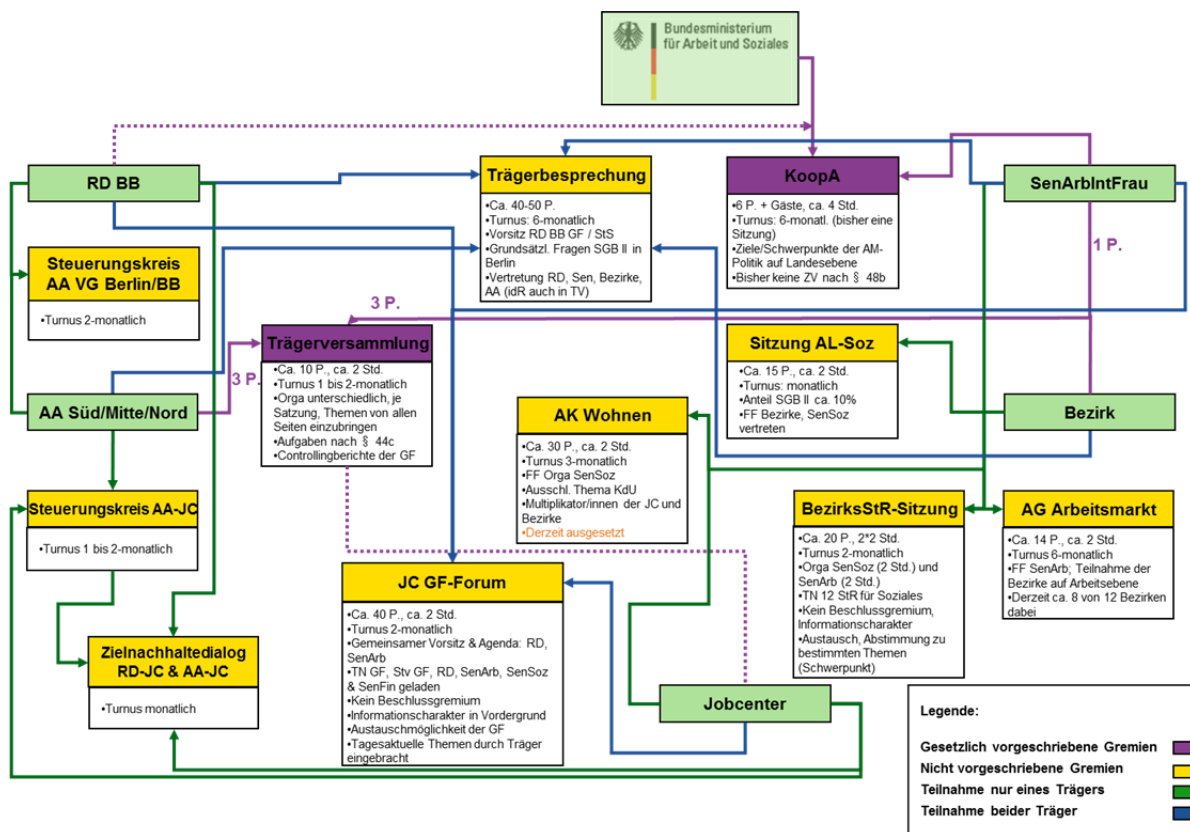 Bundesministerium
für Arbeit und Soziales
RD BB
Trägerbesprechung
•Ca. 40-50 P.
•Turnus: 6-monatlich
•Vorsitz RD BB GF / StS
•Grundsätzl. Fragen SGB II in
Berlin
•Vertretung RD, Sen, Bezirke,
AA (idR auch in TV)
KoopA
•6 P. + Gäste, ca. 4 Std.
•Turnus: 6-monatl. (bisher eine
Sitzung)
•Ziele/Schwerpunkte der AM-
Politik auf Landesebene
•Bisher keine ZV nach § 48b
SenArbIntFrau
1 P.
Steuerungskreis
AA VG Berlin/BB
•Turnus 2-monatlich
3 P.
Trägerversammlung
•Ca. 10 P., ca. 2 Std.
•Turnus 1 bis 2-monatlich
•Orga unterschiedlich, je
Satzung, Themen von allen
Seiten einzubringen
•Aufgaben nach § 44c
•Controllingberichte der GF
3 P.
Sitzung AL-Soz
•Ca. 15 P., ca. 2 Std.
•Turnus: monatlich
•Anteil SGB II ca. 10%
•FF Bezirke, SenSoz
vertreten
AA Süd/Mitte/Nord
AK Wohnen
•Ca. 30 P., ca. 2 Std.
•Turnus 3-monatlich
•FF Orga SenSoz
•Ausschl. Thema KdU
•Multiplikator/innen der JC und
Bezirke
•Derzeit ausgesetzt
Bezirk
Steuerungskreis AA-JC
•Turnus 1 bis 2-monatlich
BezirksStR-Sitzung
•Ca. 20 P., 2*2 Std.
•Turnus 2-monatlich
•Orga SenSoz (2 Std.) und
SenArb (2 Std.)
•TN 12 StR für Soziales
•Kein Beschlussgremium,
Informationscharakter
•Austausch, Abstimmung zu
bestimmten Themen
(Schwerpunkt)
AG Arbeitsmarkt
•Ca. 14 P., ca. 2 Std.
•Turnus 6-monatlich
•FF SenArb; Teilnahme der
Bezirke auf Arbeitsebene
•Derzeit ca. 8 von 12 Bezirken
dabei
JC GF-Forum
•Ca. 40 P., ca. 2 Std.
•Turnus 2-monatlich
•Gemeinsamer Vorsitz & Agenda: RD,
SenArb
•TN GF, Stv GF, RD, SenArb, SenSoz
& SenFin geladen
•Kein Beschlussgremium
•Informationscharakter in Vordergrund
•Austauschmöglichkeit der GF
•Tagesaktuelle Themen durch Träger
eingebracht
Zielnachhaltedialog
RD-JC & AA-JC
•Turnus monatlich
Jobcenter
Legende:
Gesetzlich vorgeschriebene Gremien
Nicht vorgeschriebene Gremien
Teilnahme nur eines Trägers
Teilnahme beider Träger